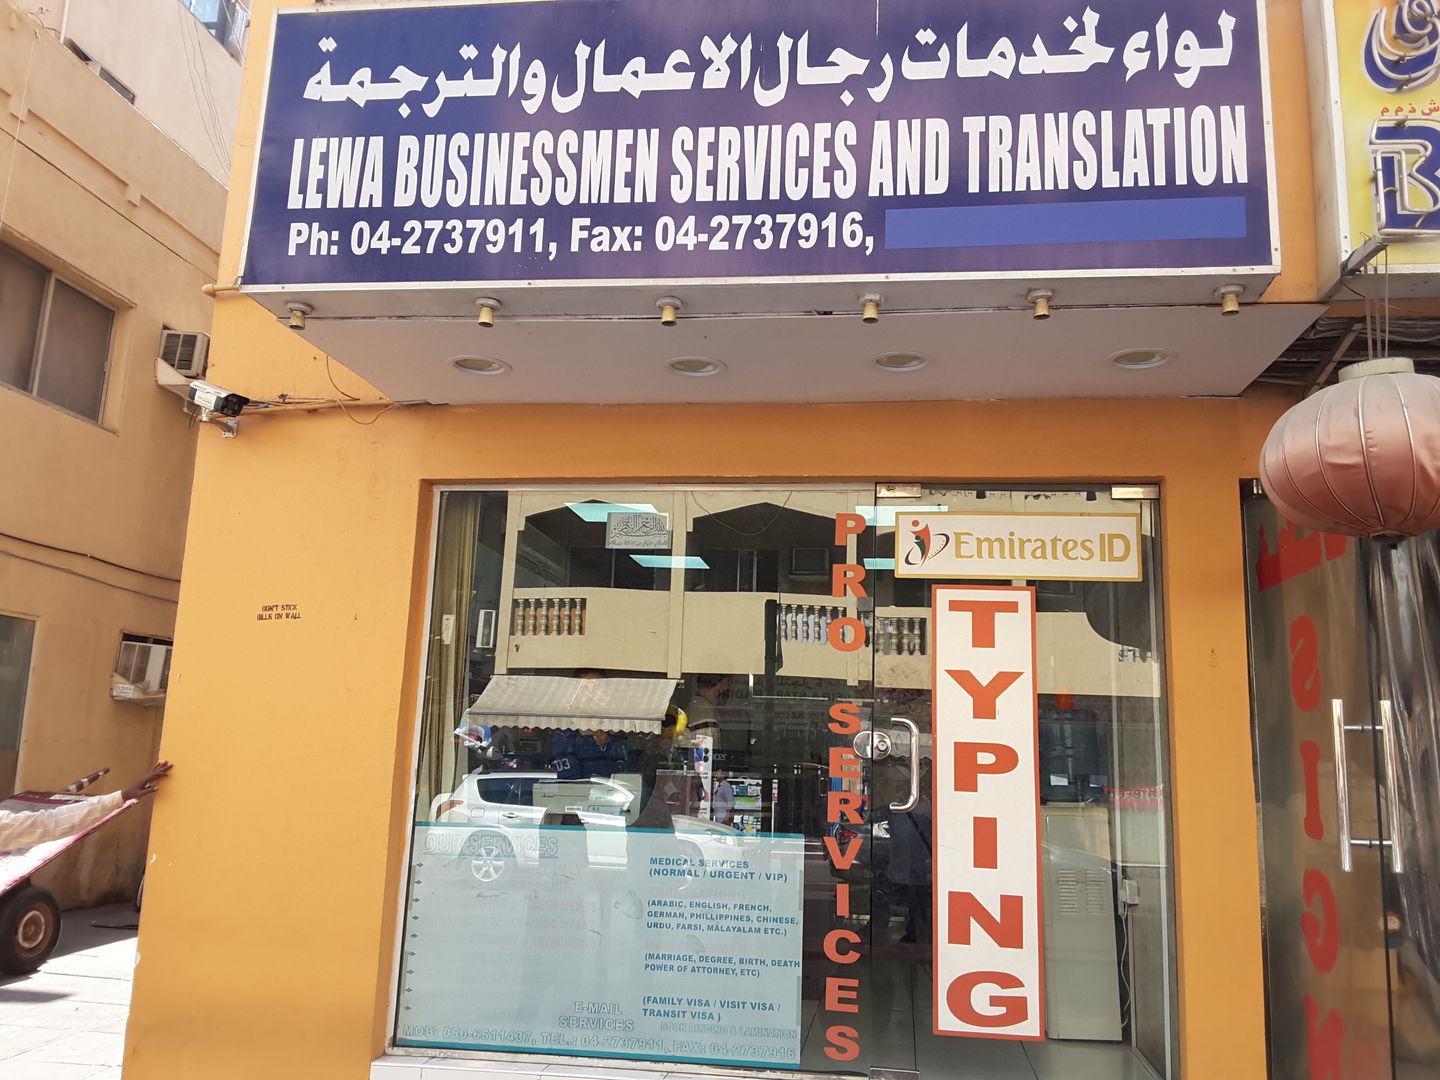 لواء لخدمات رجال الاعمال والترجمة
LEWA BUSINESSMEN SERVICES AND TRANSLATION
Ph: 04-2737911, Fax: 04-2737916,
ش ذ م م
DON'T STICK
BILLS ON WALL
PRO SERVICES
Emirates ID
TYPING
OUR SERVICES
MEDICAL SERVICES
(NORMAL / URGENT / VIP)
(ARABIC, ENGLISH, FRENCH,
GERMAN, PHILLIPPINES, CHINESE,
URDU, FARSI, MALAYALAM ETC.)
(MARRIAGE, DEGREE, BIRTH, DEATH
POWER OF ATTORNEY, ETC)
(FAMILY VISA / VISIT VISA /
TRANSIT VISA )
E-MAIL
SERVICES
BOOK BINDING & LAMINATION
MOB: 050-6511437, TEL.: 04-2737911, FAX: 04-2737916
SIGN